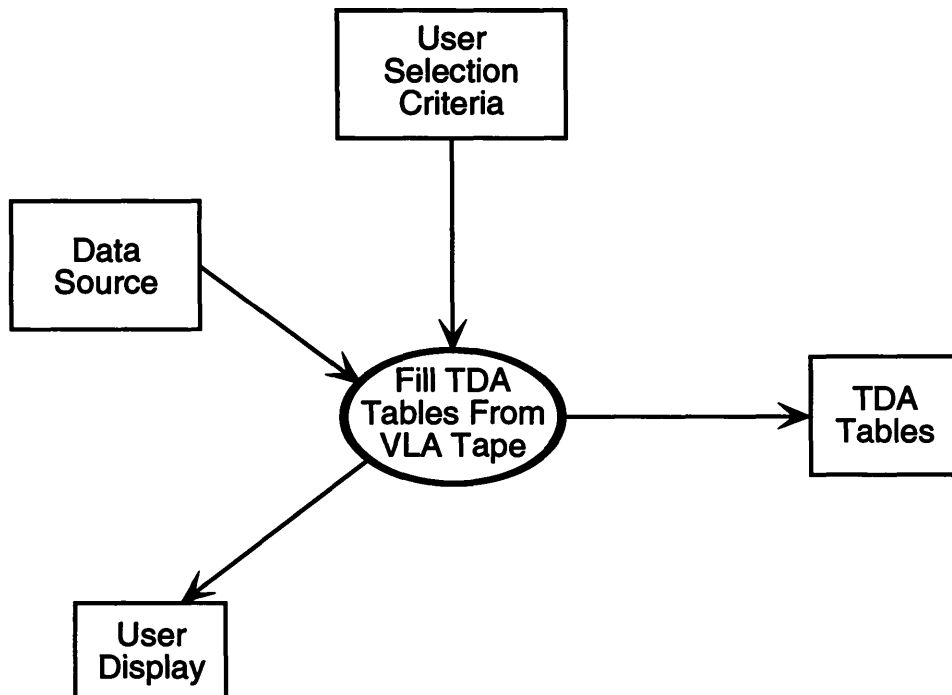 User
Selection
Criteria
Data
Source
Fill TDA
Tables From
VLA Tape
TDA
Tables
User
Display